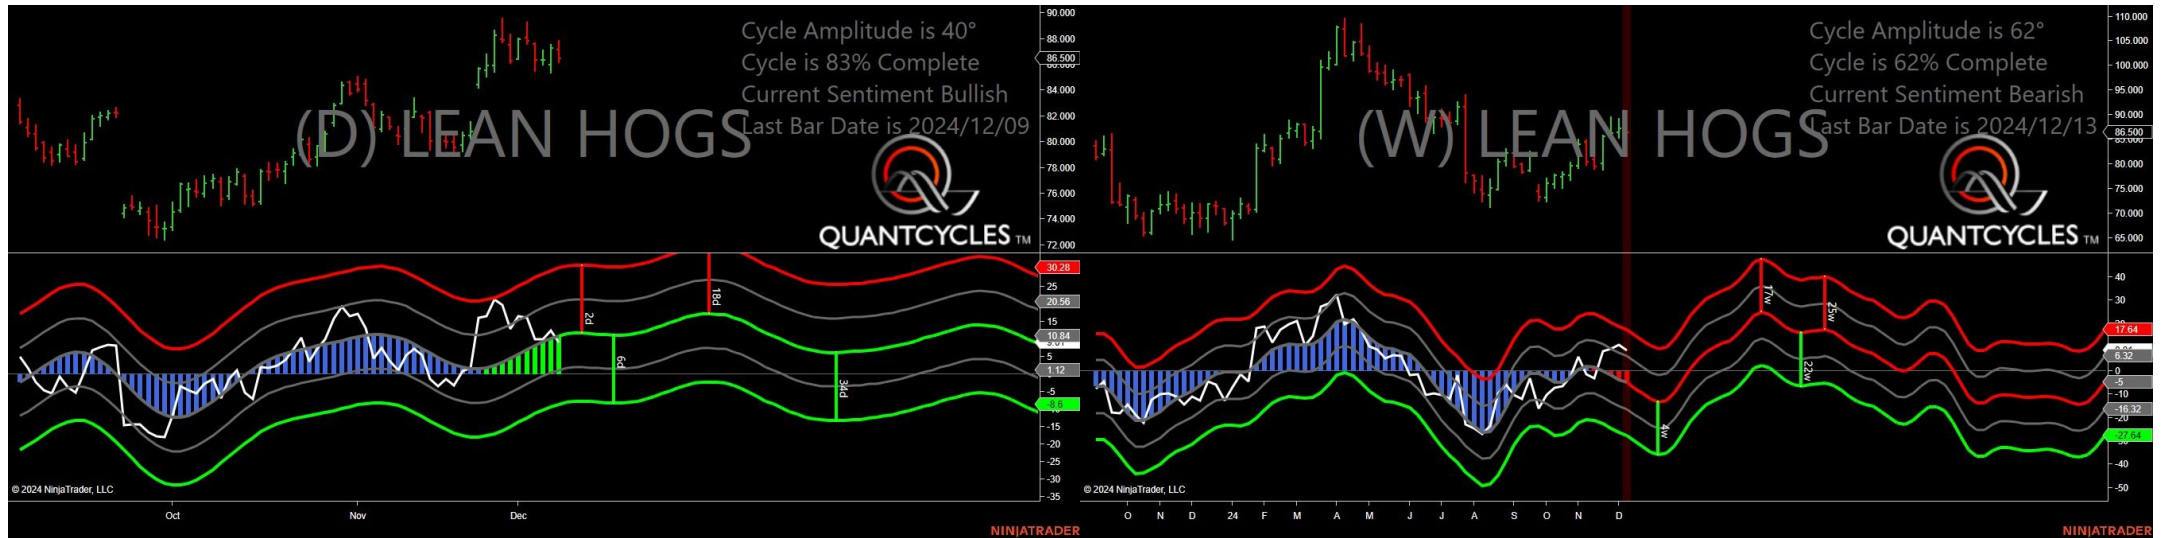 Cycle Amplitude is 40°
Cycle is 83% Complete
Current Sentiment Bullish
Last Bar Date is 2024/12/09
(D) LEAN HOGS
QUANTCYCLES TM
90.000
88.000
86.500
84.000
82.000
80.000
78.000
76.000
74.000
72.000
30.28
25
20.56
15
10.84
5
1.12
-5
-8.6
-15
-20
-25
-30
-35
2d
6d
18d
34d
© 2024 NinjaTrader, LLC
Oct
Nov
Dec
NINJATRADER
Cycle Amplitude is 62°
Cycle is 62% Complete
Current Sentiment Bearish
Last Bar Date is 2024/12/13
(W) LEAN HOGS
QUANTCYCLES TM
110.000
105.000
100.000
95.000
90.000
86.500
80.000
75.000
70.000
65.000
40
30
17.64
6.32
0
-5
-10
-16.32
-27.64
-40
-50
4w
17w
22w
25w
© 2024 NinjaTrader, LLC
O N D 24 F M A M J J A S O N D
NINJATRADER